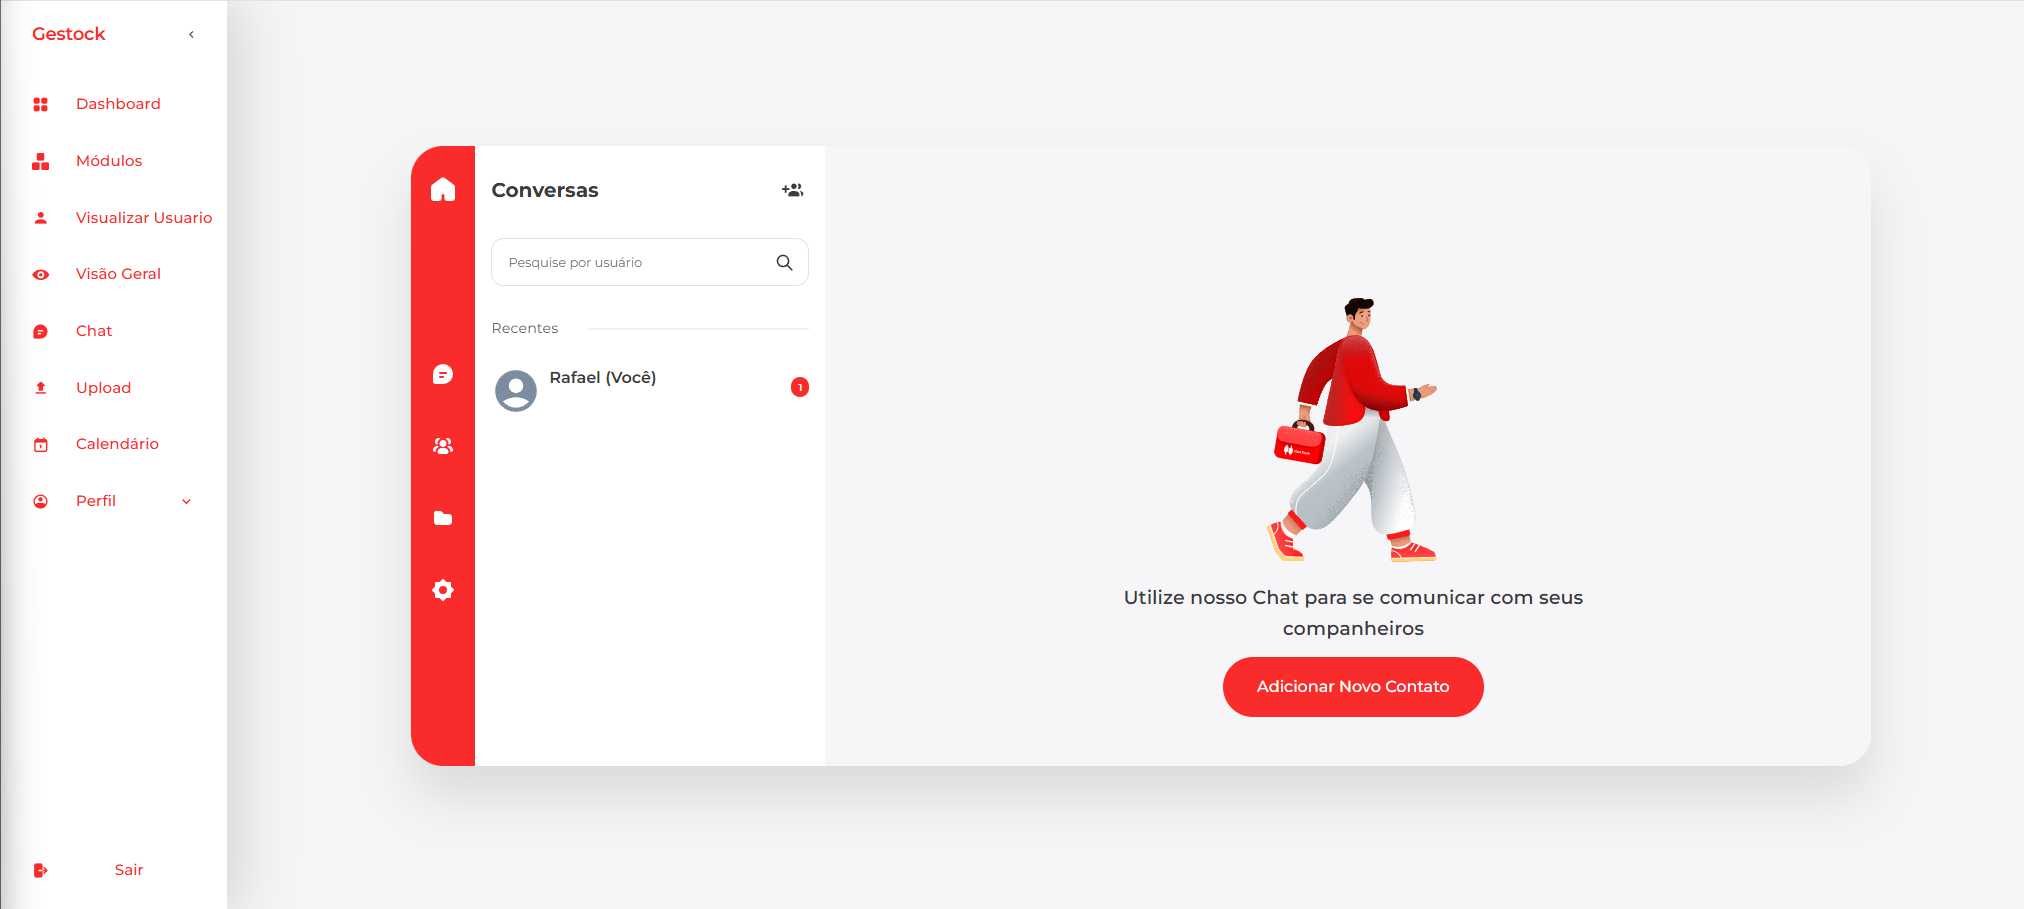 Gestock
Dashboard
Módulos
Visualizar Usuario
Visão Geral
Chat
Upload
Calendário
Perfil
Sair
Conversas
Pesquise por usuário
Recentes
Rafael (Você)
1
Utilize nosso Chat para se comunicar com seus
companheiros
Adicionar Novo Contato